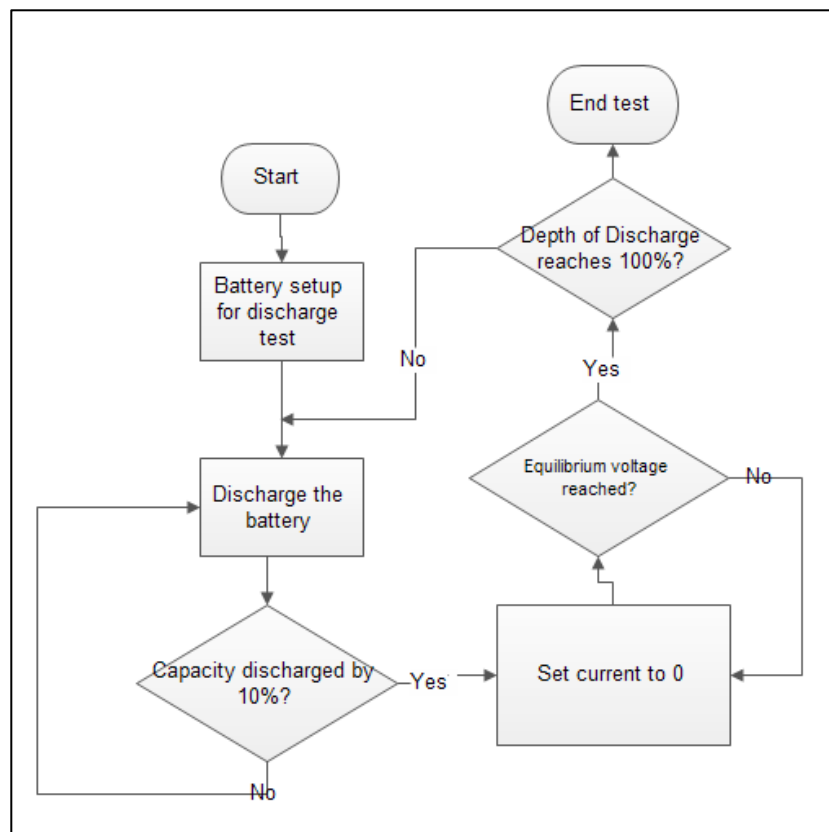 Start
Battery setup
for discharge
test
Discharge the
battery
Capacity discharged by
10%?
No
Yes
Set current to 0
Equilibrium voltage
reached?
No
Yes
Depth of Discharge
reaches 100%?
No
End test